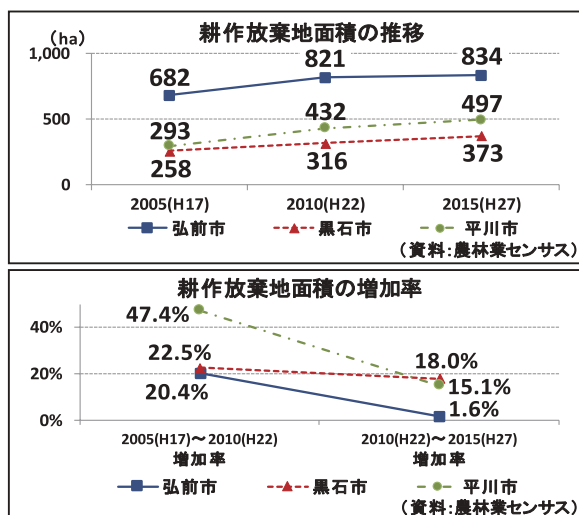 耕作放棄地面積の推移
(ha)
1,000
500
0
682
821
834
293
432
497
258
316
373
2005(H17)
2010(H22)
2015(H27)
弘前市
黒石市
平川市
(資料:農林業センサス)
耕作放棄地面積の増加率
40%
20%
0%
47.4%
22.5%
20.4%
18.0%
15.1%
1.6%
2005(H17)～2010(H22)
増加率
2010(H22)～2015(H27)
増加率
弘前市
黒石市
平川市
(資料:農林業センサス)